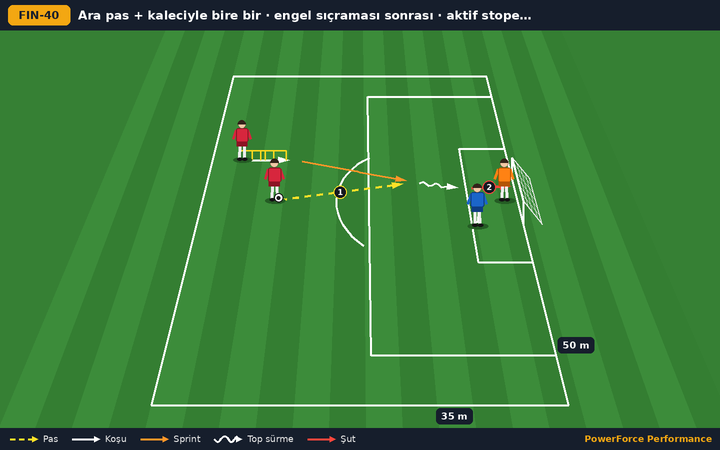 FIN-40 Ara pas + kaleciyle bire bir · engel sıçraması sonrası · aktif stope…
1
2
50 m
35 m
Pas Koşu Sprint Top sürme Şut PowerForce Performance